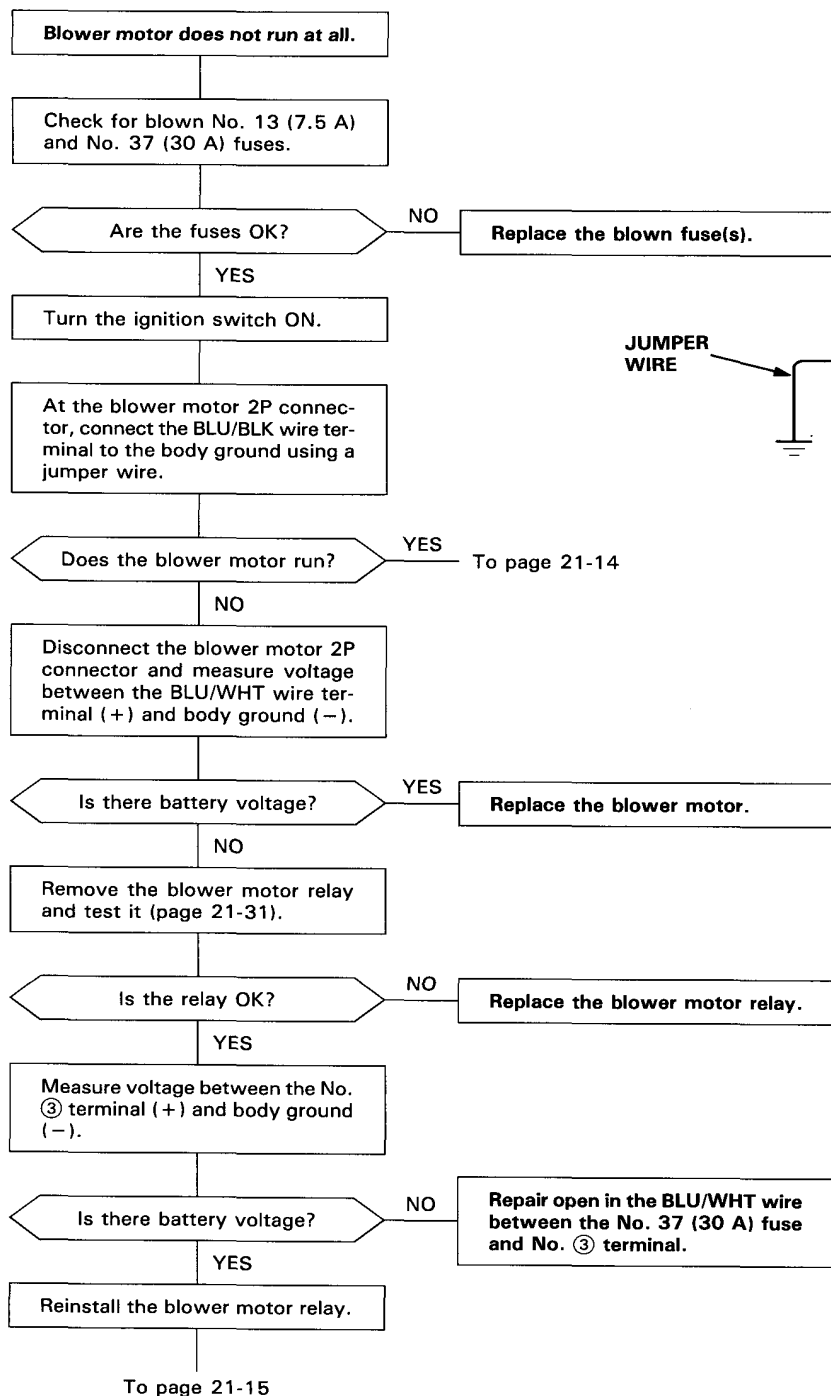 Blower motor does not run at all.
Check for blown No. 13 (7.5 A)
and No. 37 (30 A) fuses.
Are the fuses OK?
NO
Replace the blown fuse(s).
YES
Turn the ignition switch ON.
JUMPER
WIRE
At the blower motor 2P connec-
tor, connect the BLU/BLK wire ter-
minal to the body ground using a
jumper wire.
Does the blower motor run?
YES
To page 21-14
NO
Disconnect the blower motor 2P
connector and measure voltage
between the BLU/WHT wire ter-
minal (+) and body ground (−).
Is there battery voltage?
YES
Replace the blower motor.
NO
Remove the blower motor relay
and test it (page 21-31).
Is the relay OK?
NO
Replace the blower motor relay.
YES
Measure voltage between the No.
③ terminal (+) and body ground
(−).
Is there battery voltage?
NO
Repair open in the BLU/WHT wire
between the No. 37 (30 A) fuse
and No. ③ terminal.
YES
Reinstall the blower motor relay.
To page 21-15